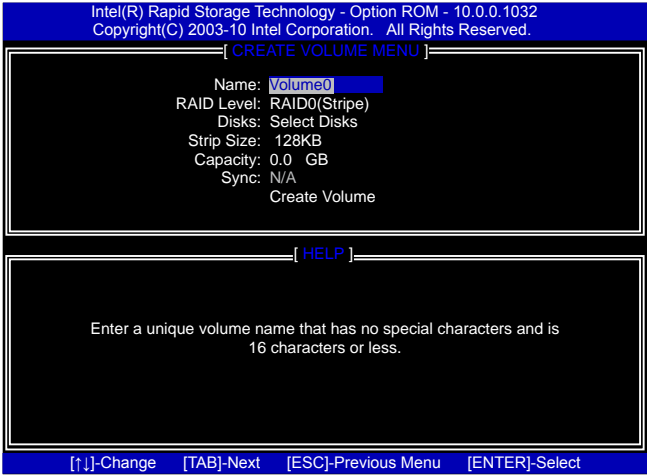 Intel(R) Rapid Storage Technology - Option ROM - 10.0.0.1032
Copyright(C) 2003-10 Intel Corporation.   All Rights Reserved.
[ CREATE VOLUME MENU ]
Name: Volume0
RAID Level: RAID0(Stripe)
Disks: Select Disks
Strip Size: 128KB
Capacity: 0.0 GB
Sync: N/A
Create Volume
[ HELP ]
Enter a unique volume name that has no special characters and is
16 characters or less.
[↑↓]-Change [TAB]-Next [ESC]-Previous Menu [ENTER]-Select